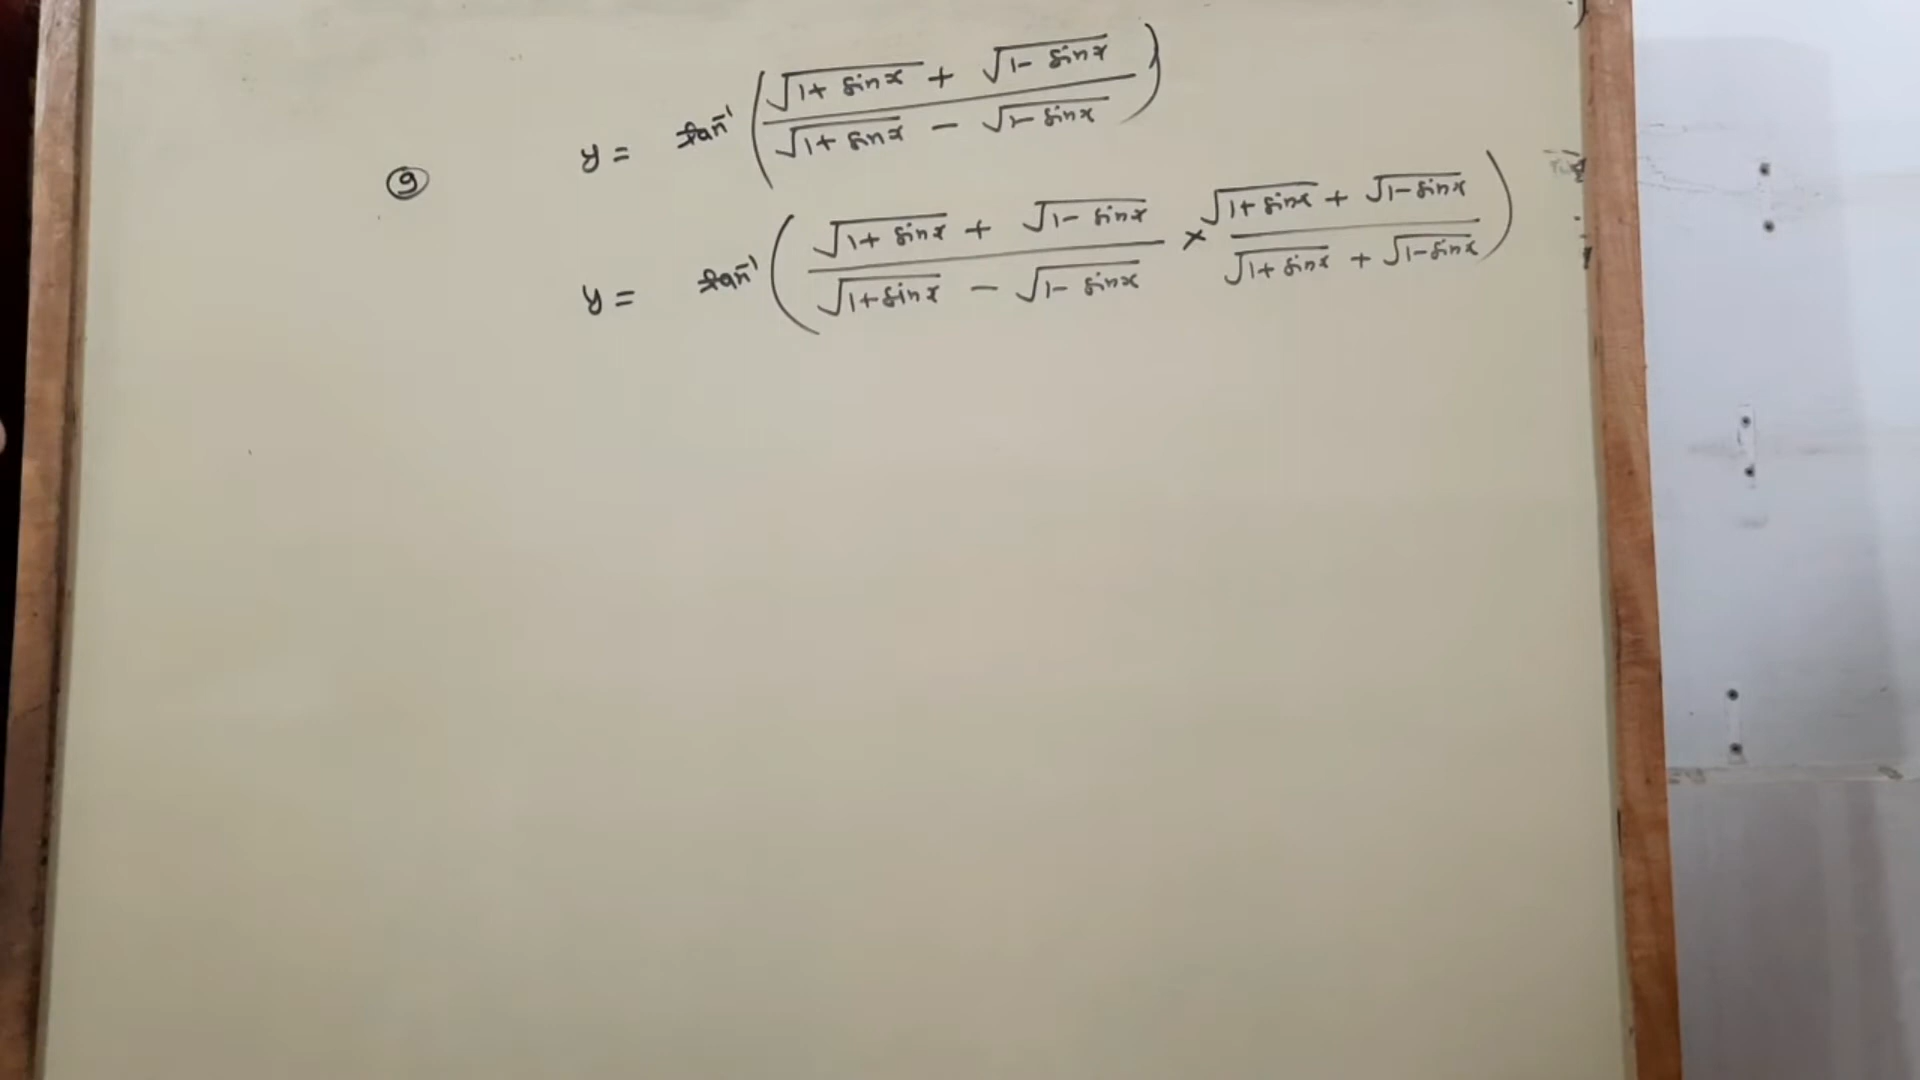 y = tan⁻¹ ( (√(1+ sinx) + √(1- sinx)) / (√(1+ sinx) - √(1- sinx)) )
9
y = tan⁻¹ ( (√(1+ sinx) + √(1- sinx)) / (√(1+sinx) - √(1- sinx)) × (√(1+ sinx) + √(1-sinx)) / (√(1+ sinx) + √(1-sinx)) )